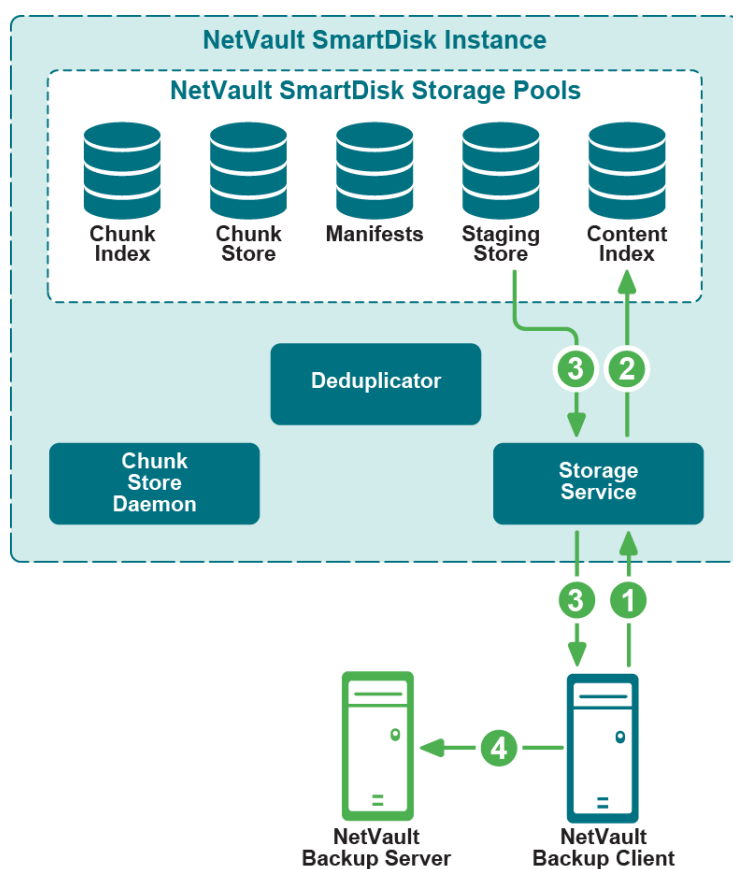 NetVault SmartDisk Instance
NetVault SmartDisk Storage Pools
Chunk
Index
Chunk
Store
Manifests
Staging
Store
Content
Index
3
2
Deduplicator
Chunk
Store
Daemon
Storage
Service
3
1
4
NetVault
Backup Server
NetVault
Backup Client